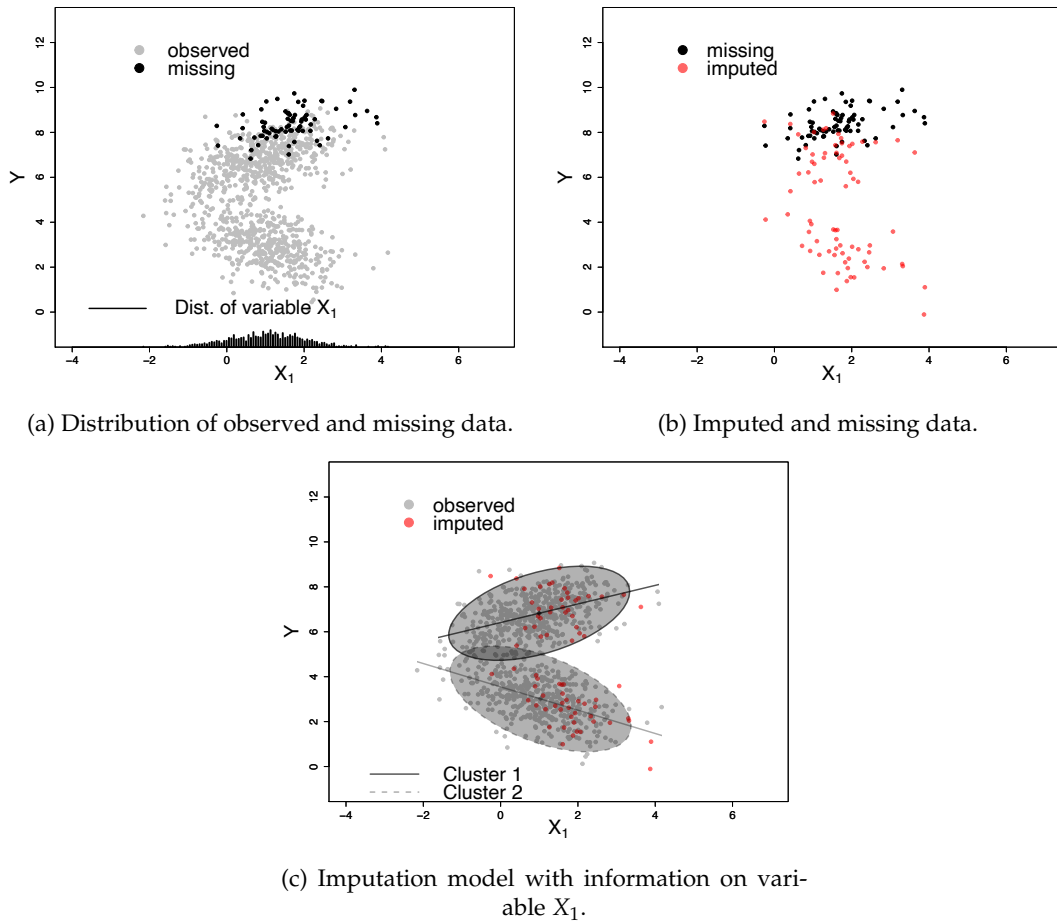 12
10
8
6
4
2
0
Y
observed
missing
Dist. of variable X1
-4
-2
0
2
4
6
X1
(a) Distribution of observed and missing data.
12
10
8
6
4
2
0
Y
missing
imputed
-4
-2
0
2
4
6
X1
(b) Imputed and missing data.
12
10
8
6
4
2
0
Y
observed
imputed
Cluster 1
Cluster 2
-4
-2
0
2
4
6
X1
(c) Imputation model with information on vari-
able X1.